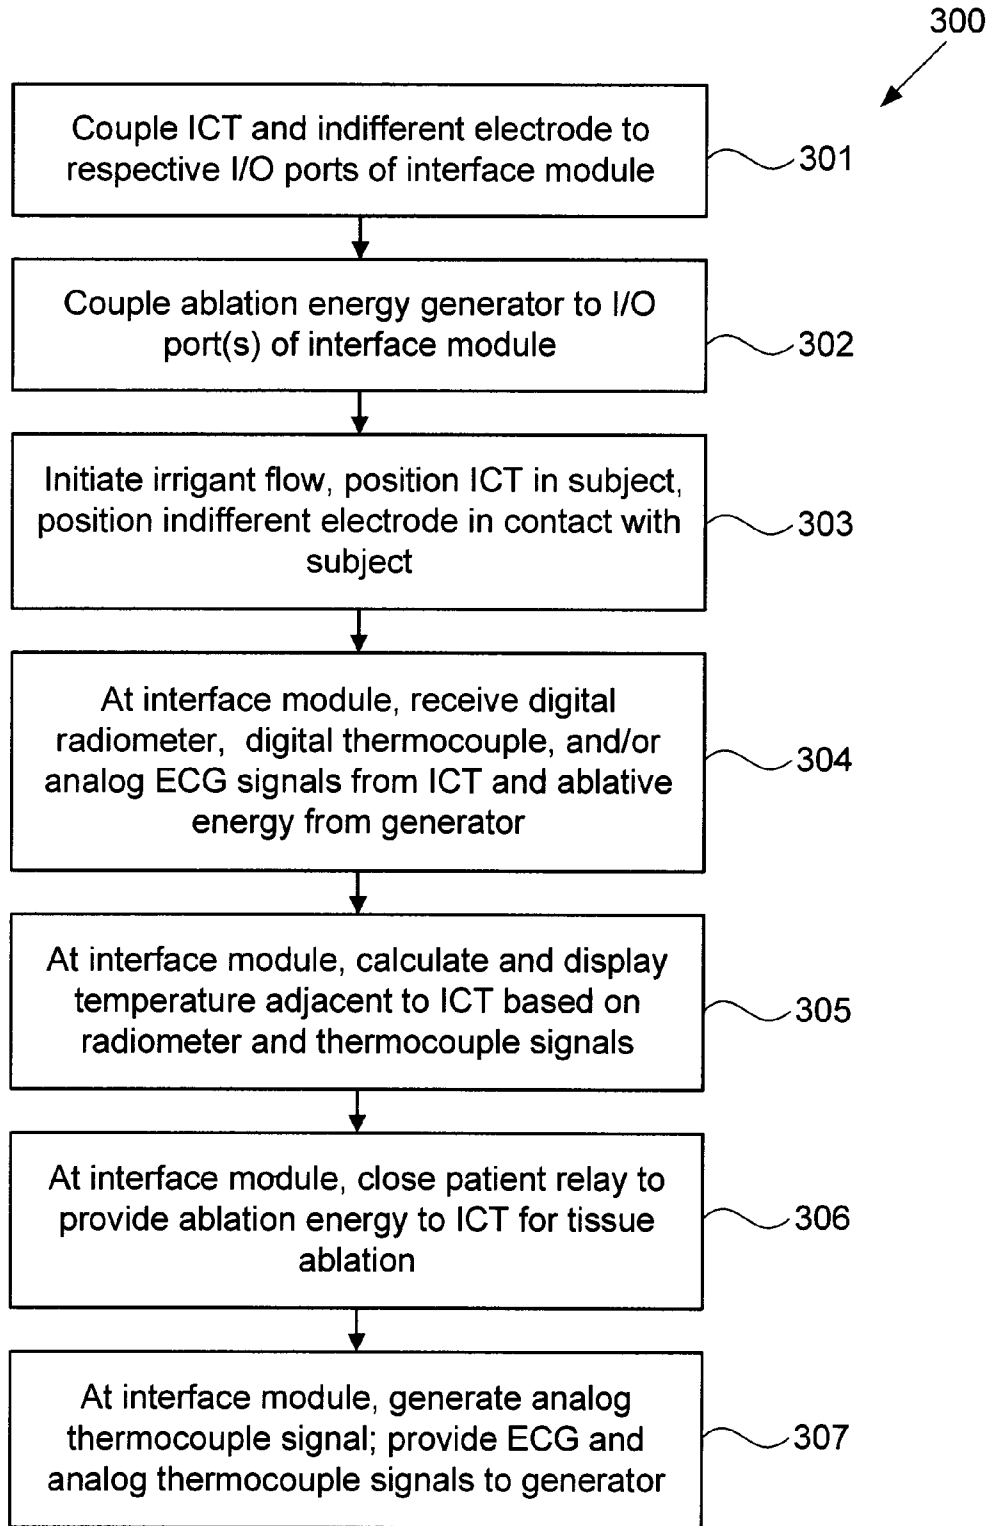 300
Couple ICT and indifferent electrode to
respective I/O ports of interface module
301
Couple ablation energy generator to I/O
port(s) of interface module
302
Initiate irrigant flow, position ICT in subject,
position indifferent electrode in contact with
subject
303
At interface module, receive digital
radiometer, digital thermocouple, and/or
analog ECG signals from ICT and ablative
energy from generator
304
At interface module, calculate and display
temperature adjacent to ICT based on
radiometer and thermocouple signals
305
At interface module, close patient relay to
provide ablation energy to ICT for tissue
ablation
306
At interface module, generate analog
thermocouple signal; provide ECG and
analog thermocouple signals to generator
307